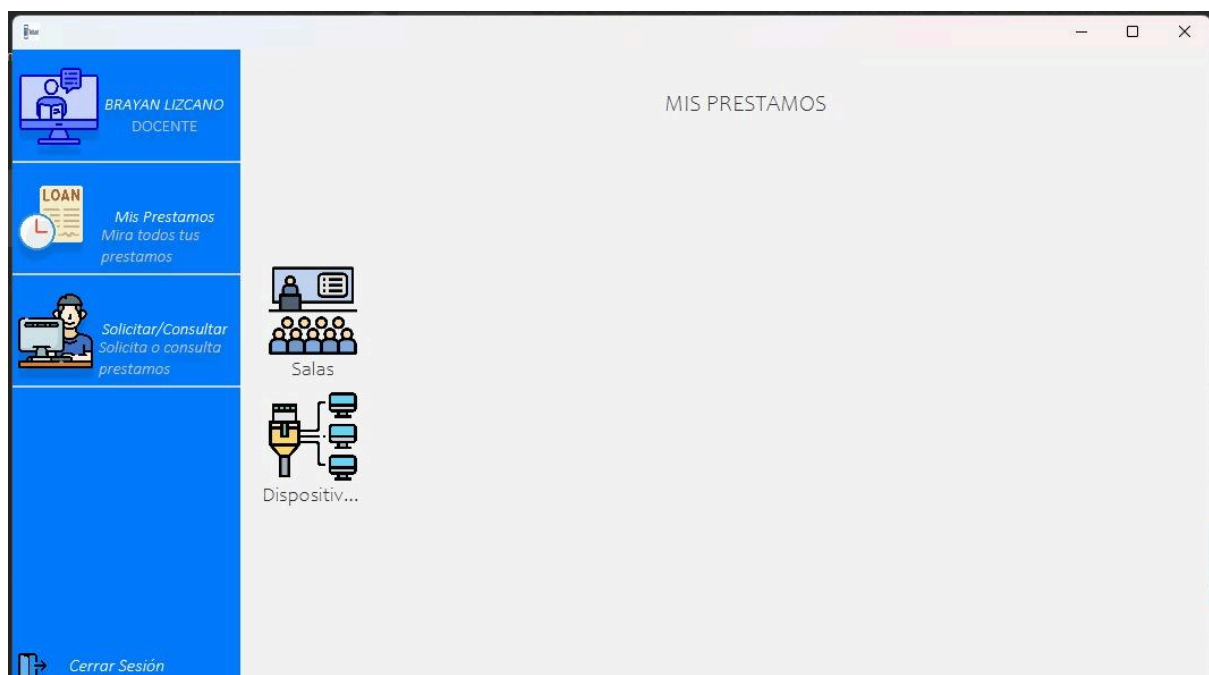 BRAYAN LIZCANO
DOCENTE
LOAN
Mis Prestamos
Mira todos tus
prestamos
Solicitar/Consultar
Solicita o consulta
prestamos
Cerrar Sesión
MIS PRESTAMOS
Salas
Dispositiv...